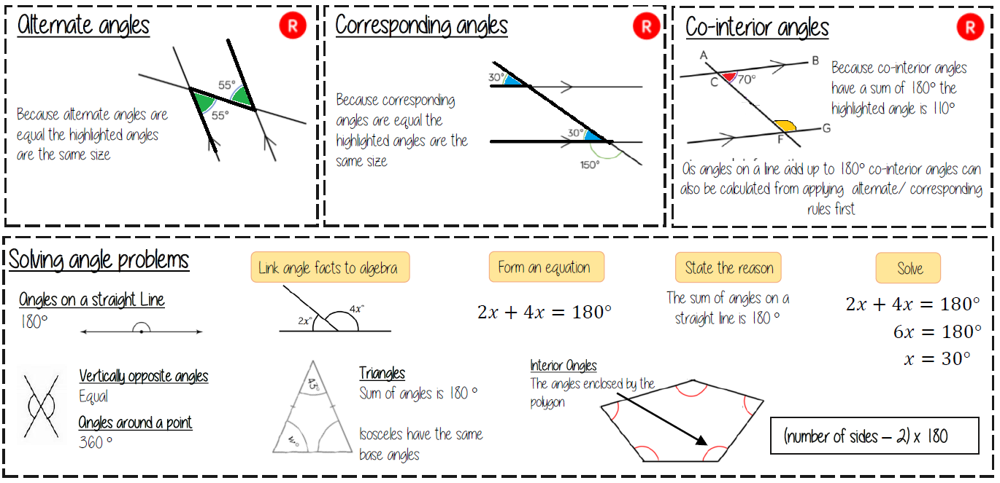 Alternate angles
R
55°
55°
Because alternate angles are
equal the highlighted angles
are the same size
Corresponding angles
R
Because corresponding
angles are equal the
highlighted angles are the
same size
30°
30°
150°
Co-interior angles
R
A
B
C
70°
F
G
Because co-interior angles
have a sum of 180° the
highlighted angle is 110°
As angles on a line add up to 180° co-interior angles can
also be calculated from applying alternate/ corresponding
rules first
Solving angle problems
Link angle facts to algebra
Form an equation
State the reason
Solve
Angles on a straight Line
180°
2x°
4x°
2x + 4x = 180°
The sum of angles on a
straight line is 180 °
2x + 4x = 180°
6x = 180°
x = 30°
Vertically opposite angles
Equal
Angles around a point
360 °
43°
Triangles
Sum of angles is 180 °
Isosceles have the same
base angles
Interior Angles
The angles enclosed by the
polygon
(number of sides – 2) x 180